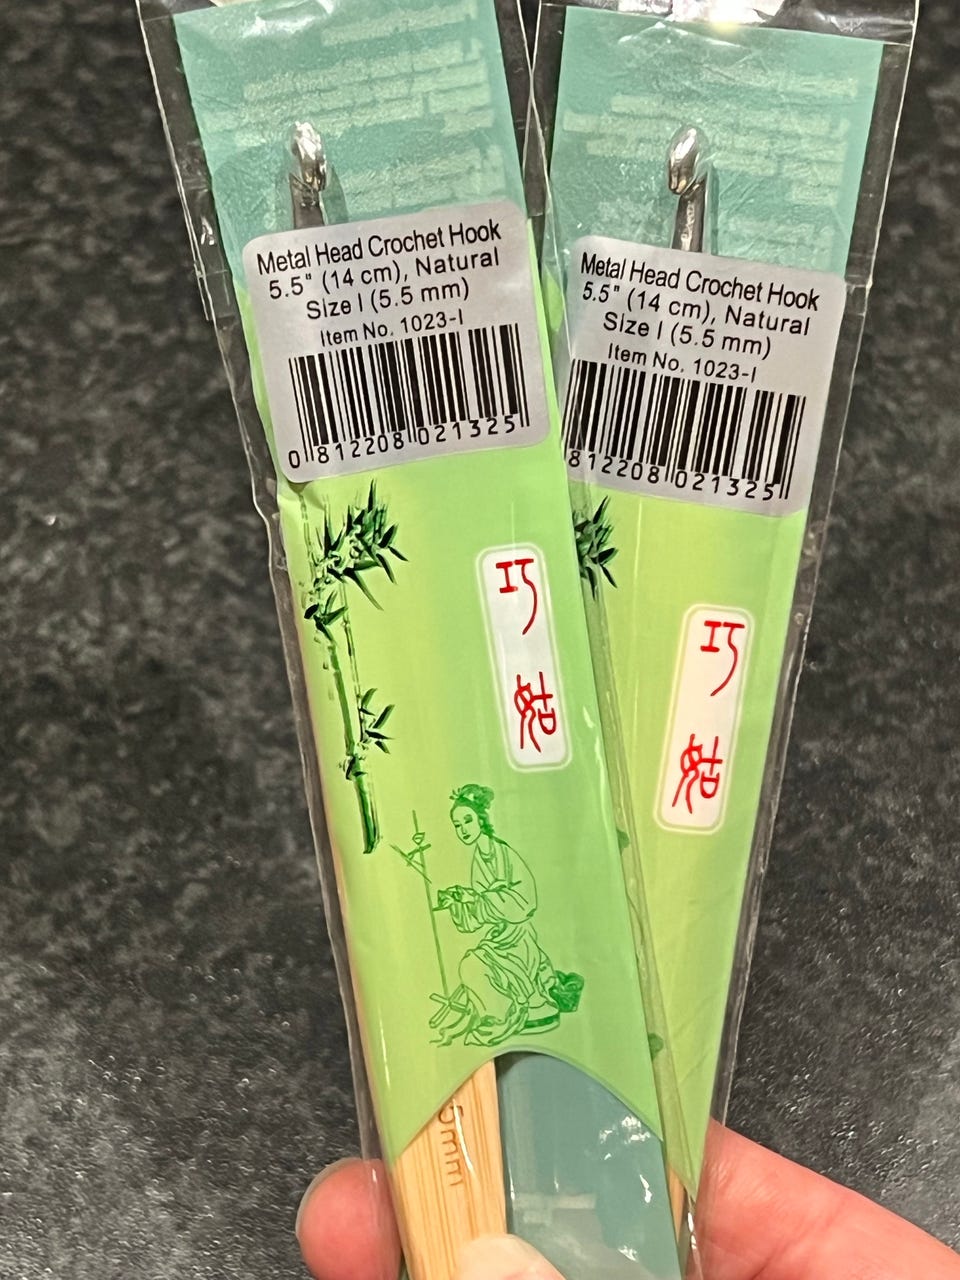 Metal Head Crochet Hook
5.5" (14 cm), Natural
Size I (5.5 mm)
Item No. 1023-I
0 812208 021325
巧姑
5mm
Metal Head Crochet Hook
5.5" (14 cm), Natural
Size I (5.5 mm)
Item No. 1023-I
812208 021325
巧姑